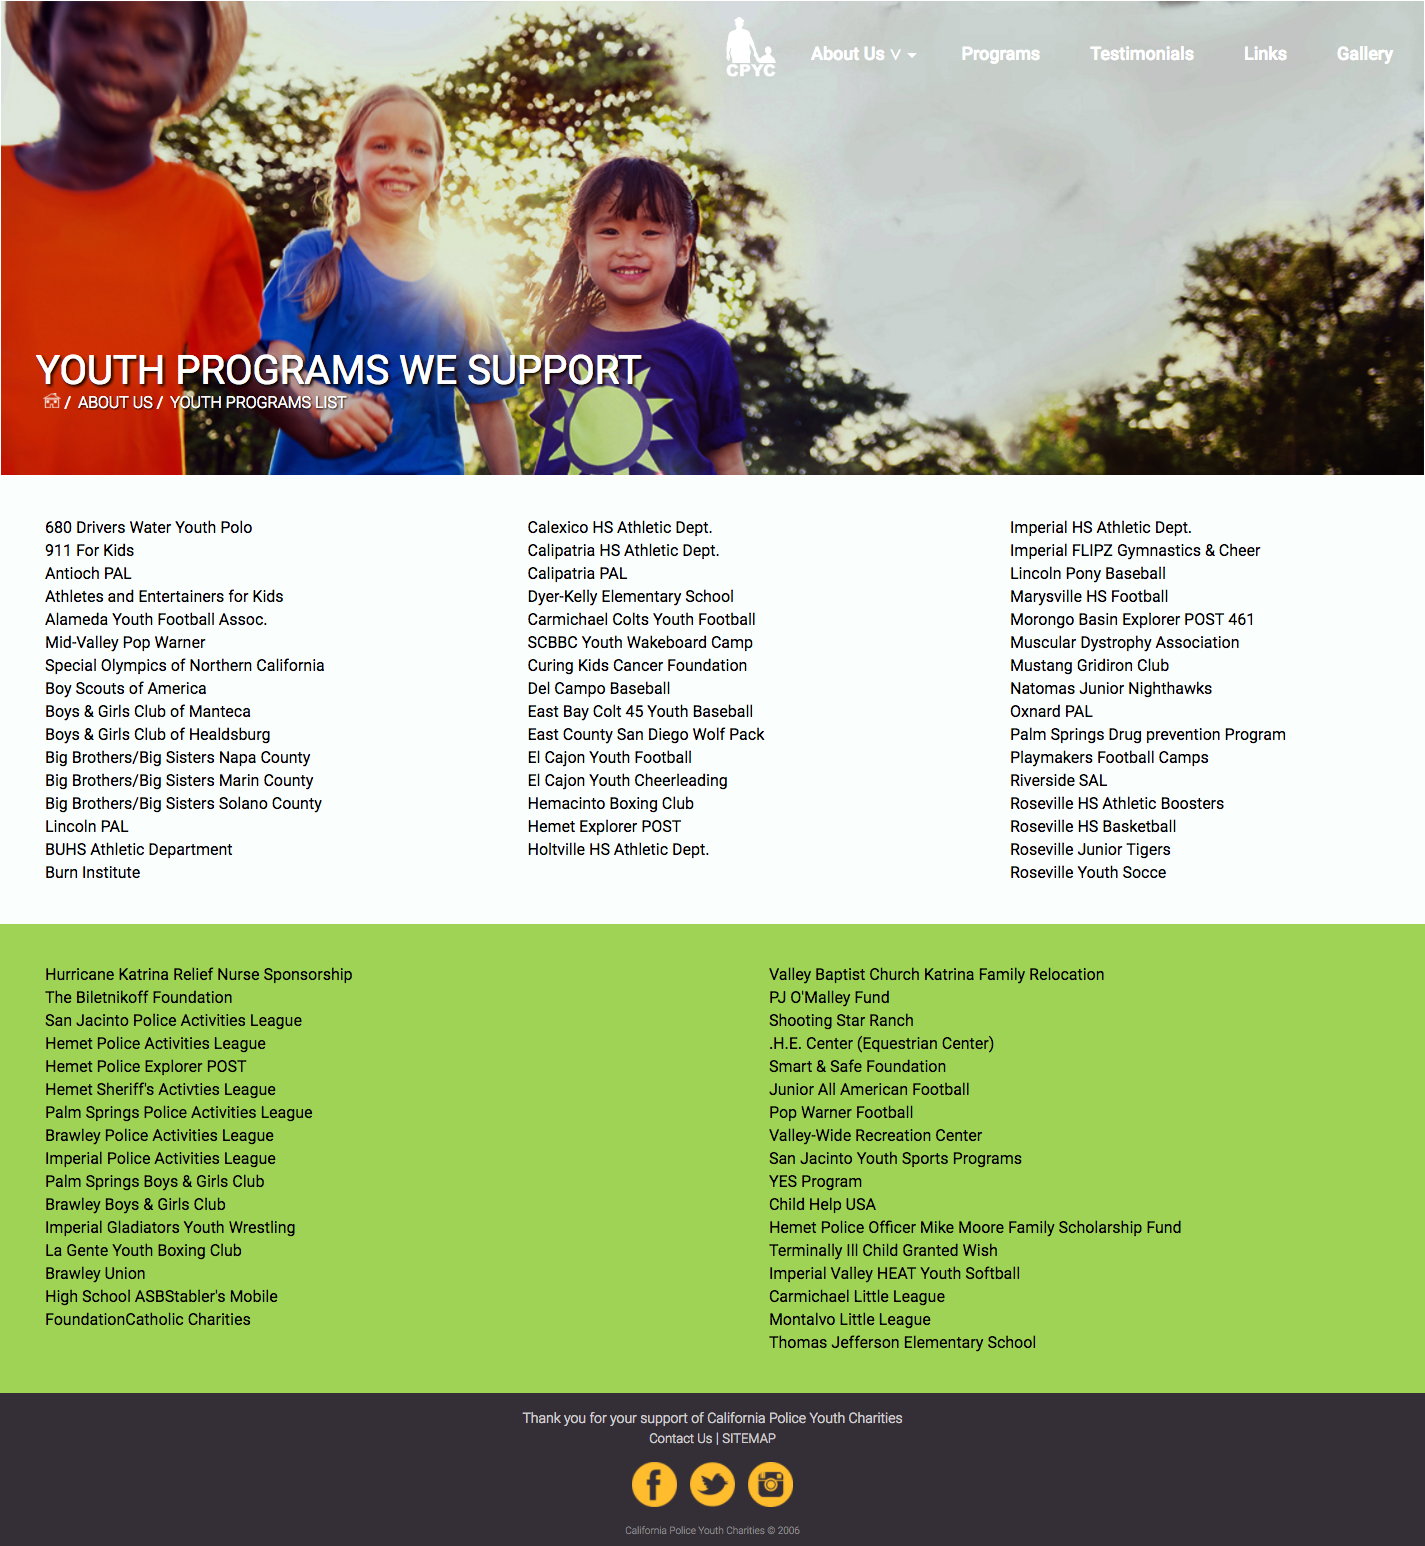 CPYC
About Us V
Programs
Testimonials
Links
Gallery
YOUTH PROGRAMS WE SUPPORT
/ ABOUT US / YOUTH PROGRAMS LIST
680 Drivers Water Youth Polo
911 For Kids
Antioch PAL
Athletes and Entertainers for Kids
Alameda Youth Football Assoc.
Mid-Valley Pop Warner
Special Olympics of Northern California
Boy Scouts of America
Boys & Girls Club of Manteca
Boys & Girls Club of Healdsburg
Big Brothers/Big Sisters Napa County
Big Brothers/Big Sisters Marin County
Big Brothers/Big Sisters Solano County
Lincoln PAL
BUHS Athletic Department
Burn Institute
Calexico HS Athletic Dept.
Calipatria HS Athletic Dept.
Calipatria PAL
Dyer-Kelly Elementary School
Carmichael Colts Youth Football
SCBBC Youth Wakeboard Camp
Curing Kids Cancer Foundation
Del Campo Baseball
East Bay Colt 45 Youth Baseball
East County San Diego Wolf Pack
El Cajon Youth Football
El Cajon Youth Cheerleading
Hemacinto Boxing Club
Hemet Explorer POST
Holtville HS Athletic Dept.
Imperial HS Athletic Dept.
Imperial FLIPZ Gymnastics & Cheer
Lincoln Pony Baseball
Marysville HS Football
Morongo Basin Explorer POST 461
Muscular Dystrophy Association
Mustang Gridiron Club
Natomas Junior Nighthawks
Oxnard PAL
Palm Springs Drug prevention Program
Playmakers Football Camps
Riverside SAL
Roseville HS Athletic Boosters
Roseville HS Basketball
Roseville Junior Tigers
Roseville Youth Socce
Hurricane Katrina Relief Nurse Sponsorship
The Biletnikoff Foundation
San Jacinto Police Activities League
Hemet Police Activities League
Hemet Police Explorer POST
Hemet Sheriff's Activties League
Palm Springs Police Activities League
Brawley Police Activities League
Imperial Police Activities League
Palm Springs Boys & Girls Club
Brawley Boys & Girls Club
Imperial Gladiators Youth Wrestling
La Gente Youth Boxing Club
Brawley Union
High School ASBStabler's Mobile
FoundationCatholic Charities
Valley Baptist Church Katrina Family Relocation
PJ O'Malley Fund
Shooting Star Ranch
.H.E. Center (Equestrian Center)
Smart & Safe Foundation
Junior All American Football
Pop Warner Football
Valley-Wide Recreation Center
San Jacinto Youth Sports Programs
YES Program
Child Help USA
Hemet Police Officer Mike Moore Family Scholarship Fund
Terminally Ill Child Granted Wish
Imperial Valley HEAT Youth Softball
Carmichael Little League
Montalvo Little League
Thomas Jefferson Elementary School
Thank you for your support of California Police Youth Charities
Contact Us | SITEMAP
California Police Youth Charities © 2006